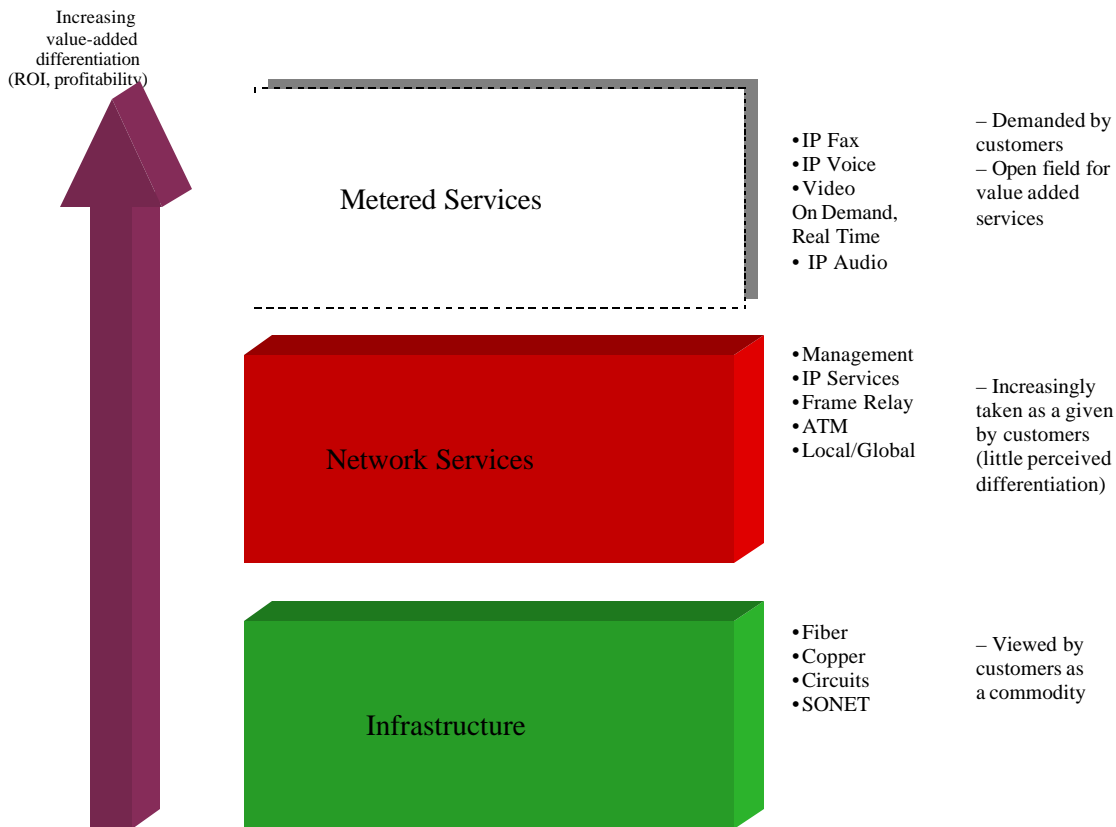 Increasing
value-added
differentiation
(ROI, profitability)
Metered Services
•IP Fax
•IP Voice
•Video
On Demand,
Real Time
• IP Audio
– Demanded by
customers
– Open field for
value added
services
Network Services
•Management
•IP Services
•Frame Relay
•ATM
•Local/Global
– Increasingly
taken as a given
by customers
(little perceived
differentiation)
Infrastructure
•Fiber
•Copper
•Circuits
•SONET
– Viewed by
customers as
a commodity